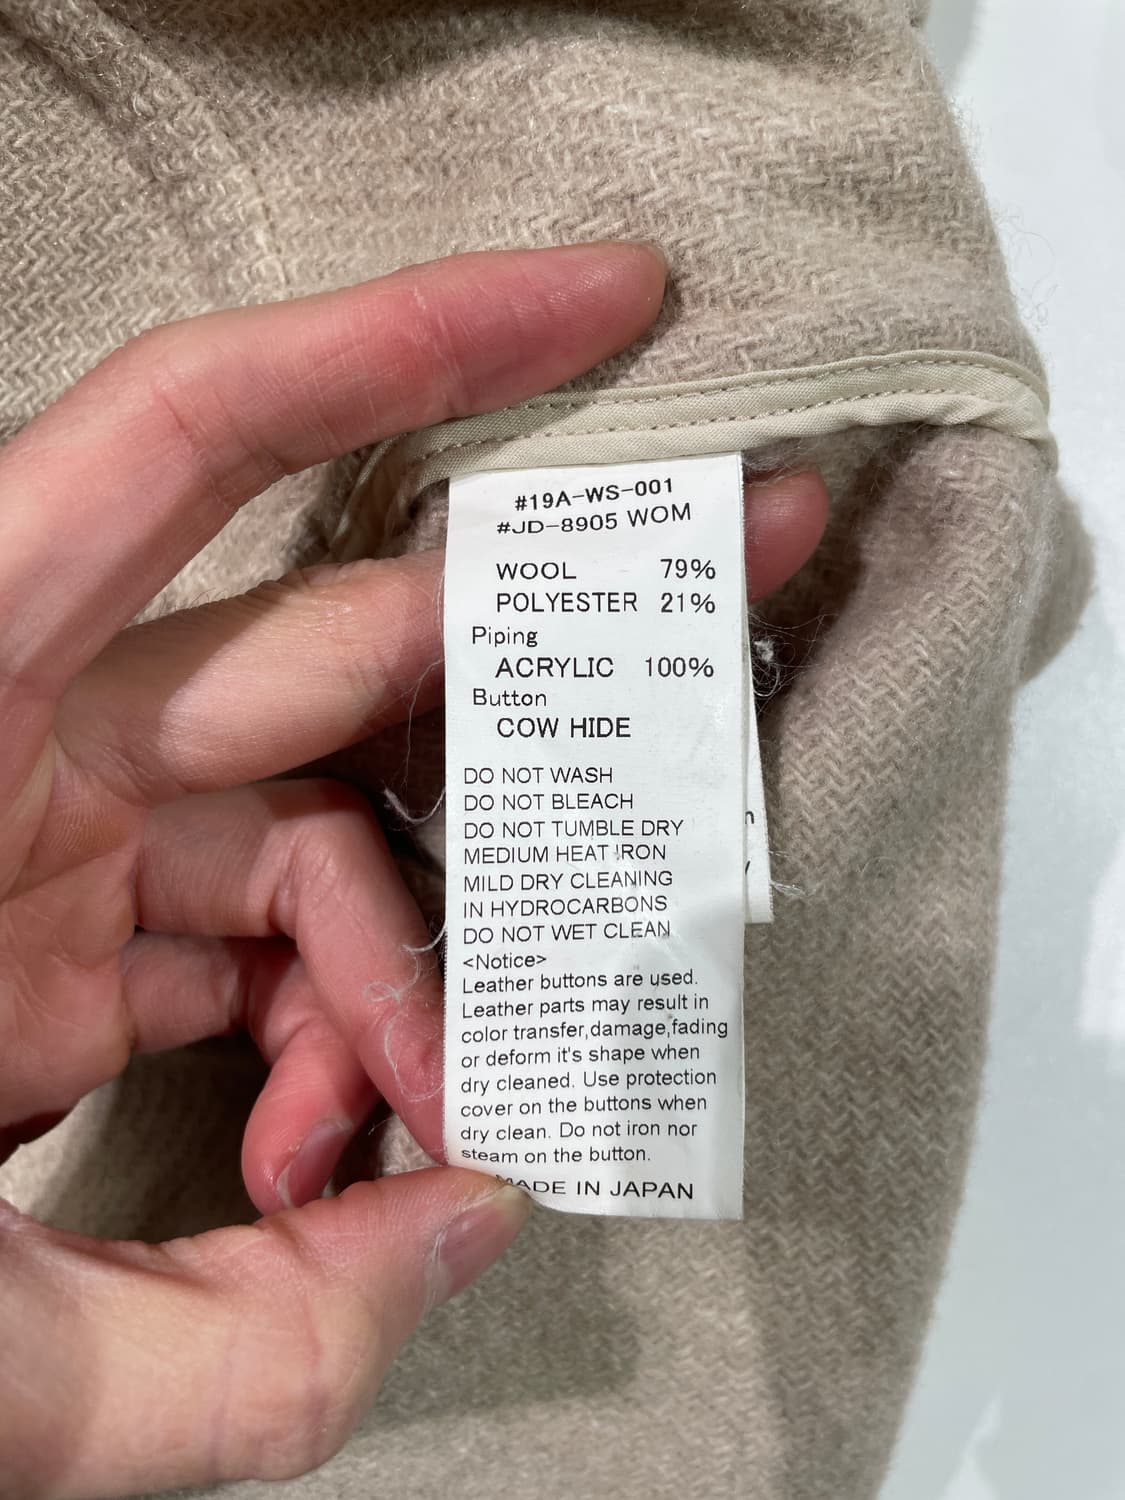 #19A-WS-001
#JD-8905 WOM
WOOL 79%
POLYESTER 21%
Piping
ACRYLIC 100%
Button
COW HIDE
DO NOT WASH
DO NOT BLEACH
DO NOT TUMBLE DRY
MEDIUM HEAT IRON
MILD DRY CLEANING
IN HYDROCARBONS
DO NOT WET CLEAN
<Notice>
Leather buttons are used.
Leather parts may result in
color transfer,damage,fading
or deform it's shape when
dry cleaned. Use protection
cover on the buttons when
dry clean. Do not iron nor
steam on the button.
MADE IN JAPAN